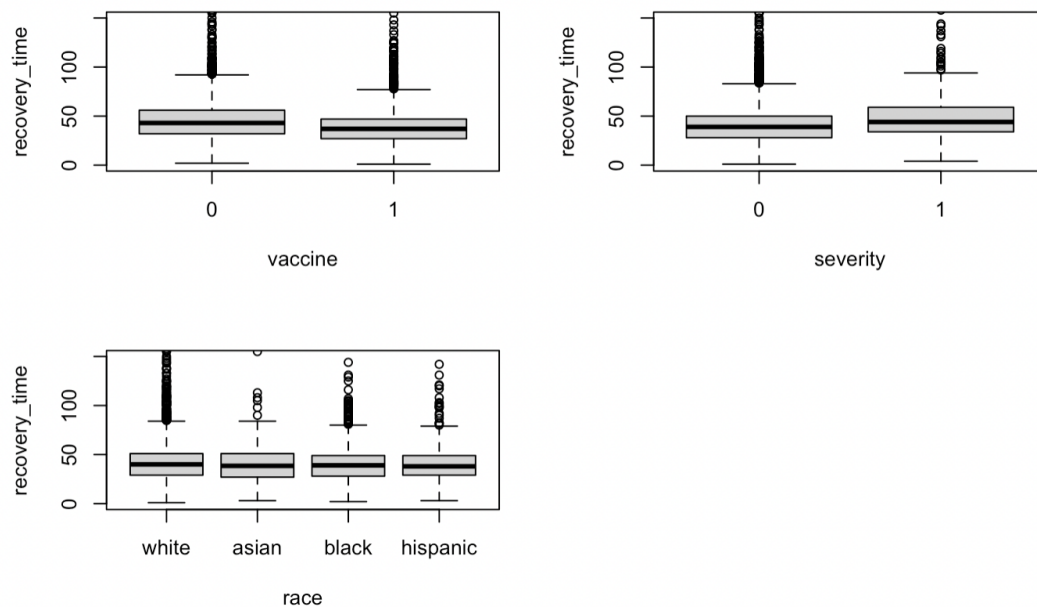 recovery_time
0 50 100
0 1
vaccine
recovery_time
0 50 100
0 1
severity
recovery_time
0 50 100
white asian black hispanic
race